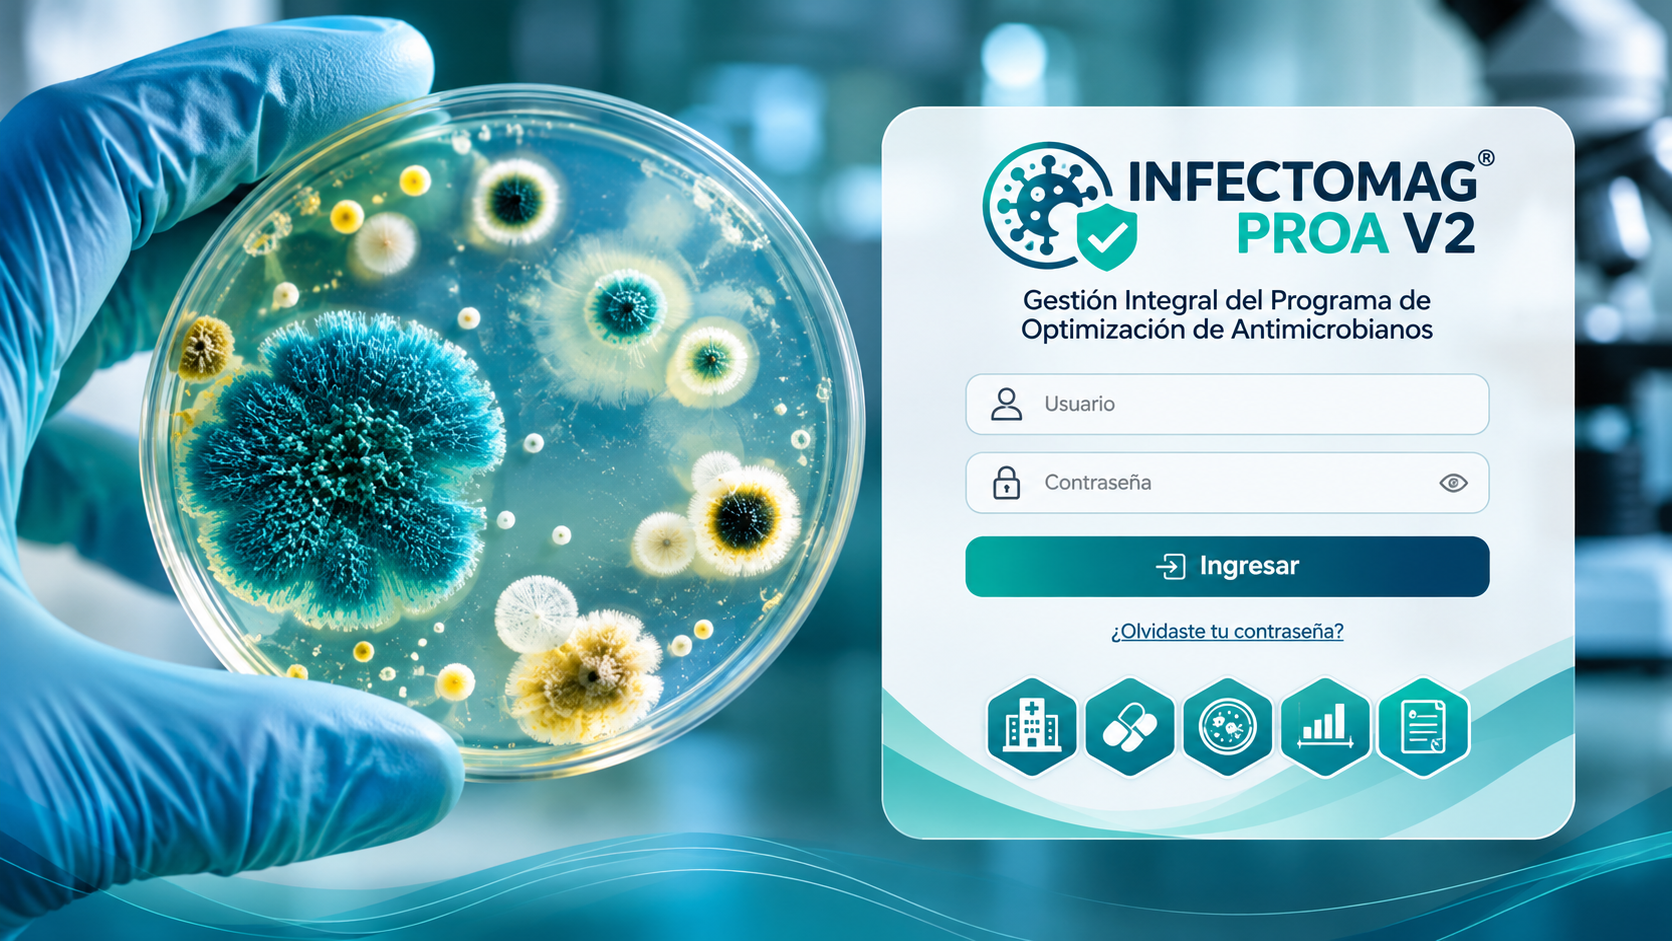 INFECTOMAG®
PROA V2
Gestión Integral del Programa de
Optimización de Antimicrobianos
Usuario
Contraseña
Ingresar
¿Olvidaste tu contraseña?